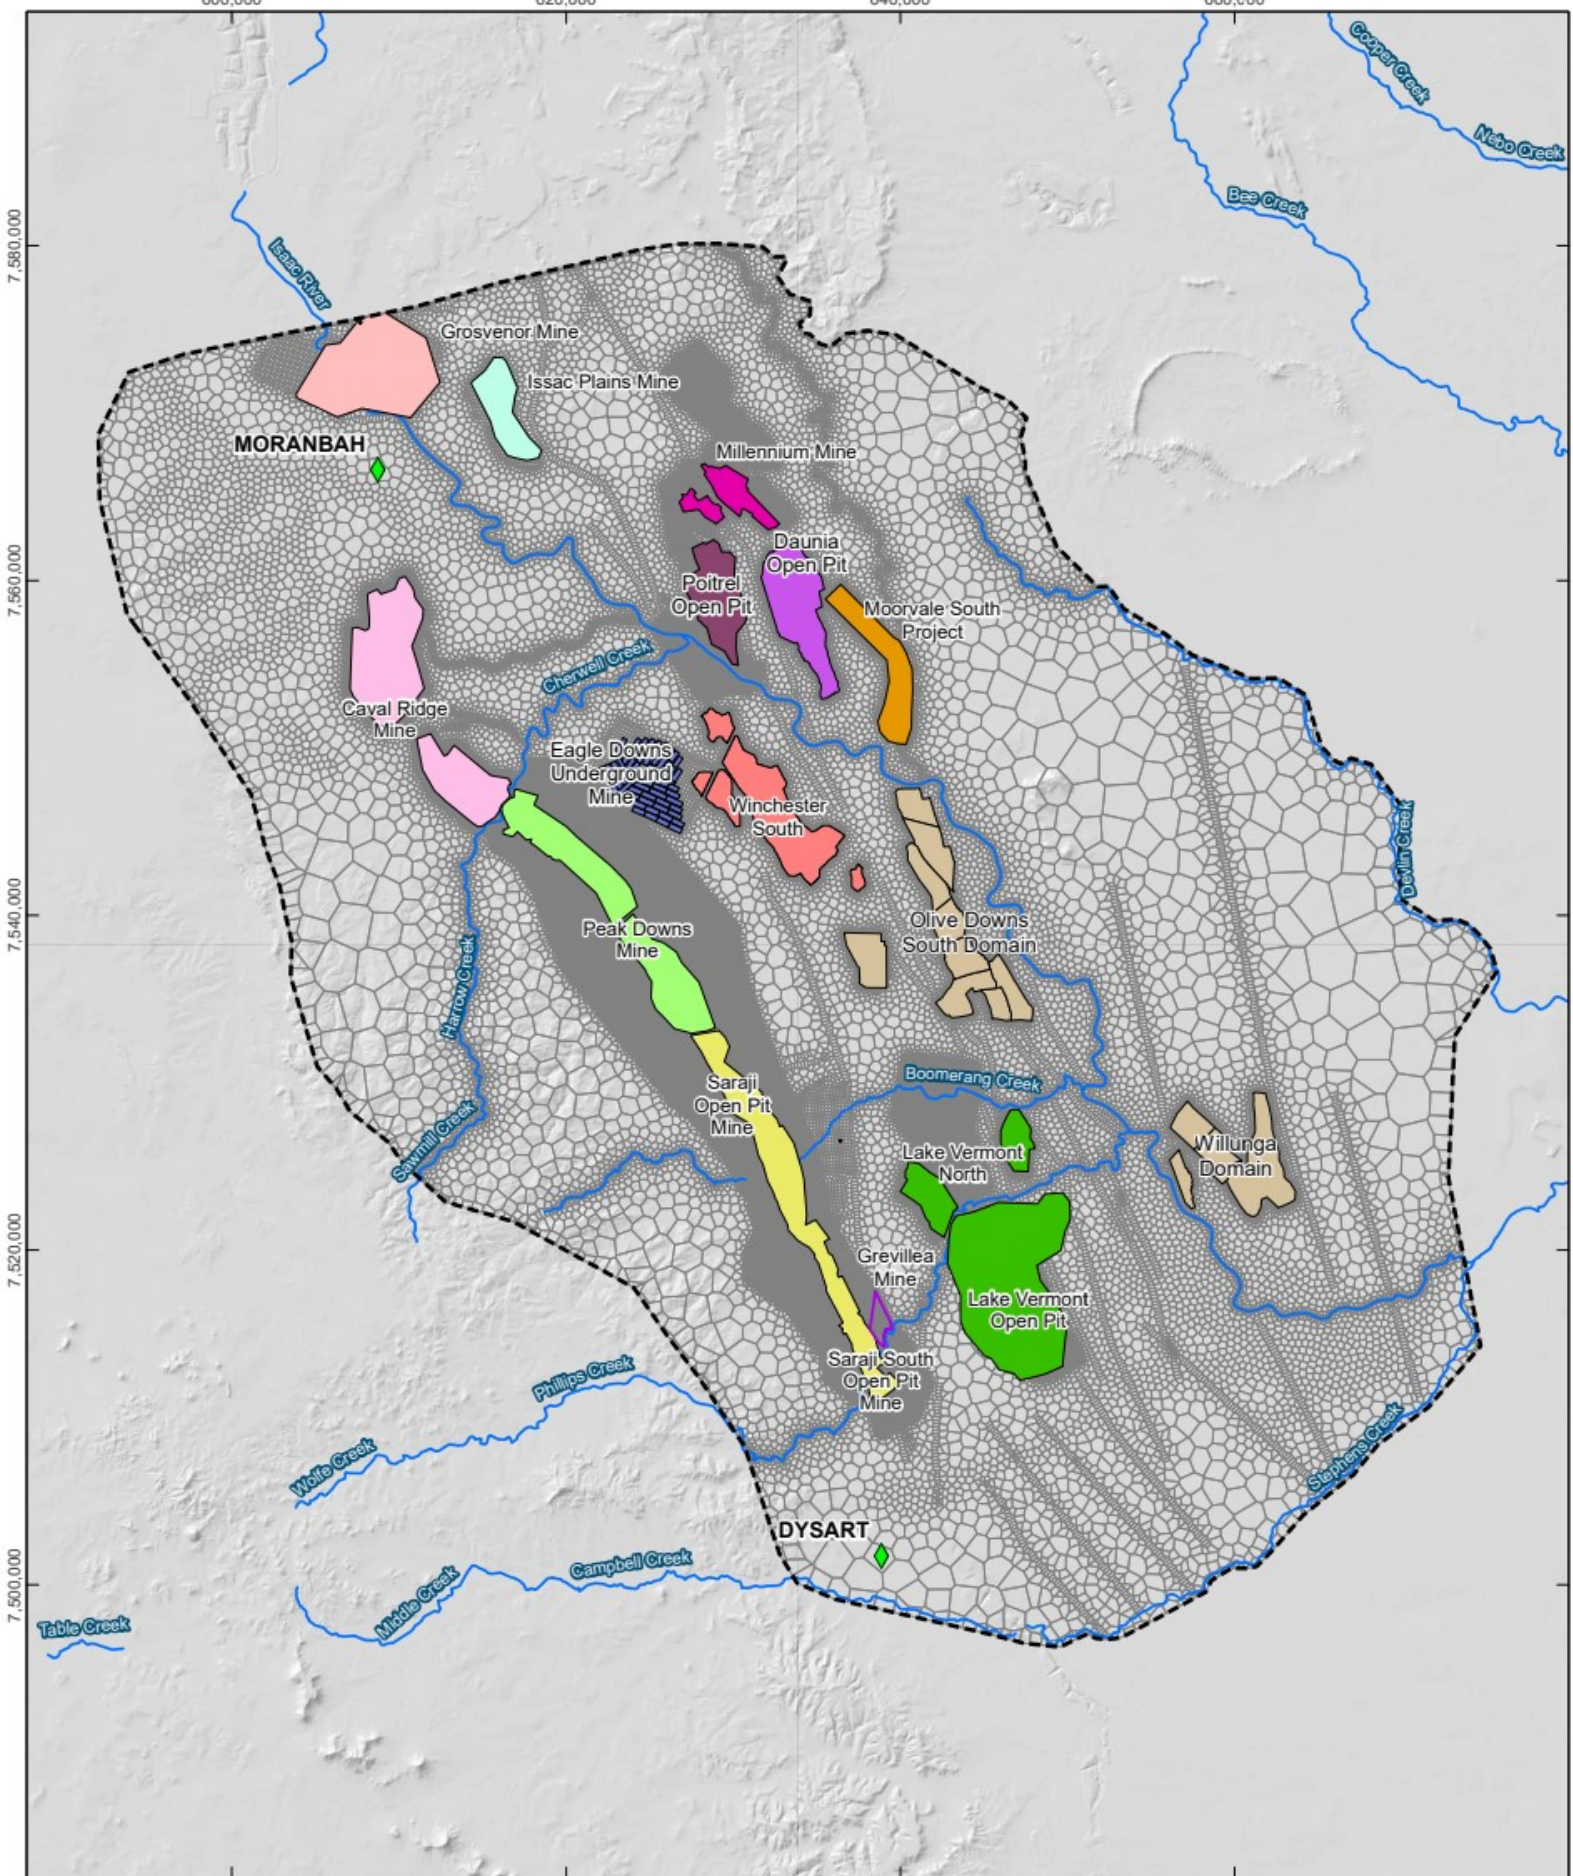 Cooper Creek
Nebo Creek
Bee Creek
7,580,000
Isaac River
Grosvenor Mine
Issac Plains Mine
MORANBAH
Millennium Mine
Daunia
Open Pit
7,560,000
Poitrel
Open Pit
Moorvale South
Project
Cherwell Creek
Caval Ridge
Mine
Eagle Downs
Underground
Mine
Winchester
South
Devlin Creek
7,540,000
Peak Downs
Mine
Olive Downs
South Domain
Harrow Creek
Boomerang Creek
Saraji
Open Pit
Mine
Sawmill Creek
Lake Vermont
North
Willunga
Domain
7,520,000
Grevillea
Mine
Lake Vermont
Open Pit
Saraji South
Open Pit
Mine
Phillips Creek
Wolfe Creek
Stephens Creek
DYSART
7,500,000
Campbell Creek
Middle Creek
Table Creek